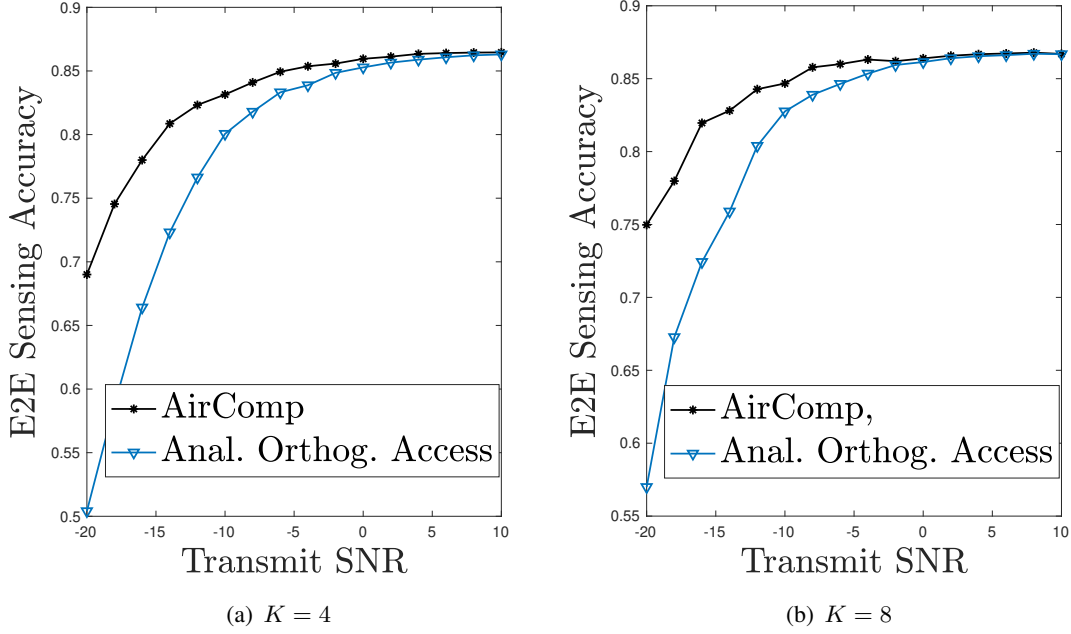 0.9
0.85
0.8
0.75
0.7
0.65
0.6
0.55
0.5
E2E Sensing Accuracy
AirComp
Anal. Orthog. Access
-20 -15 -10 -5 0 5 10
Transmit SNR
(a) K = 4
0.9
0.85
0.8
0.75
0.7
0.65
0.6
0.55
E2E Sensing Accuracy
AirComp,
Anal. Orthog. Access
-20 -15 -10 -5 0 5 10
Transmit SNR
(b) K = 8